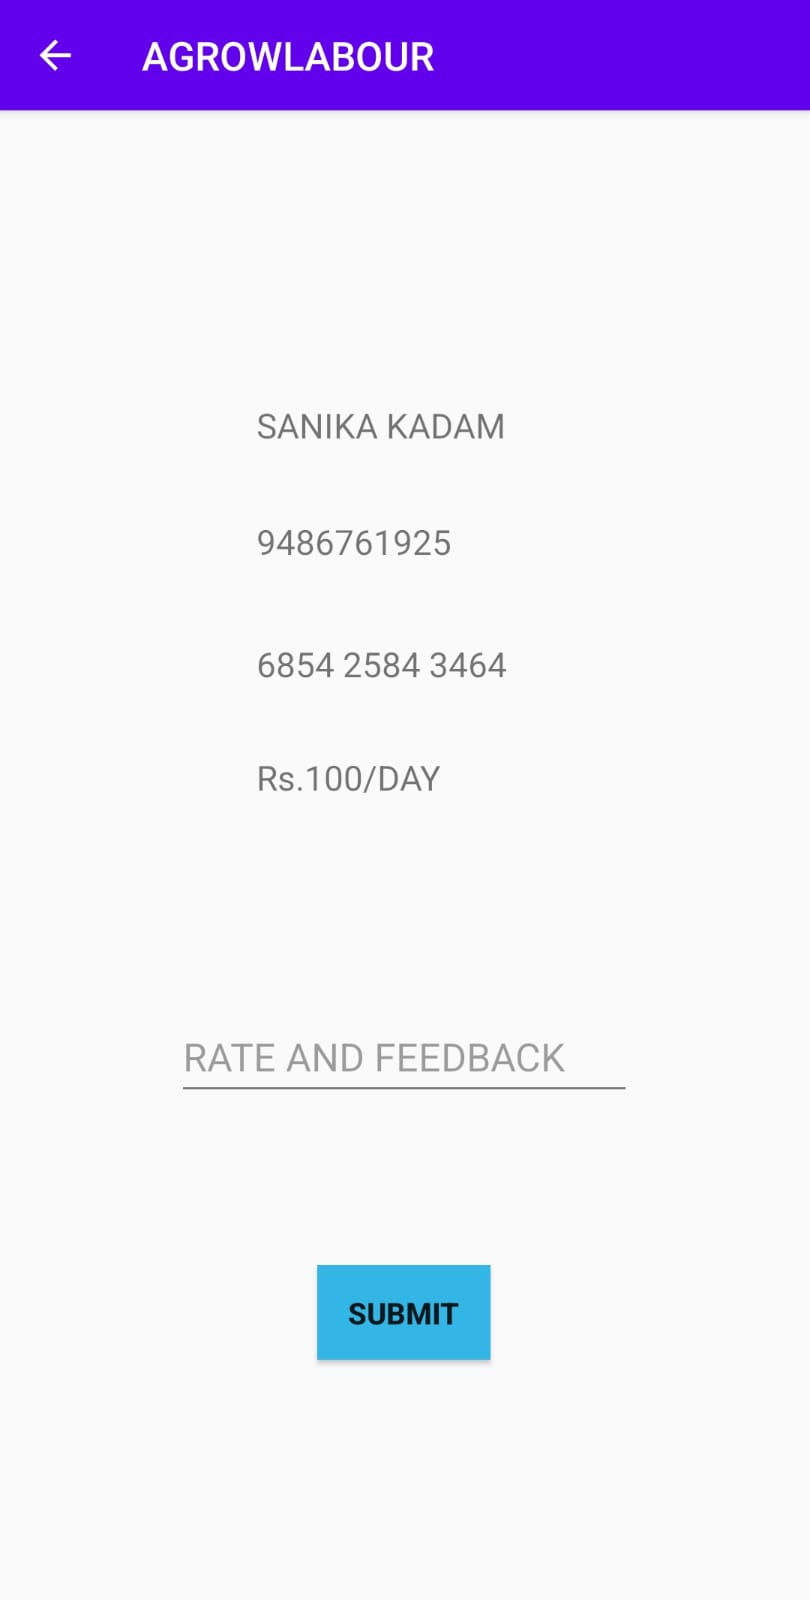 AGROWLABOUR
SANIKA KADAM
9486761925
6854 2584 3464
Rs.100/DAY
RATE AND FEEDBACK
SUBMIT